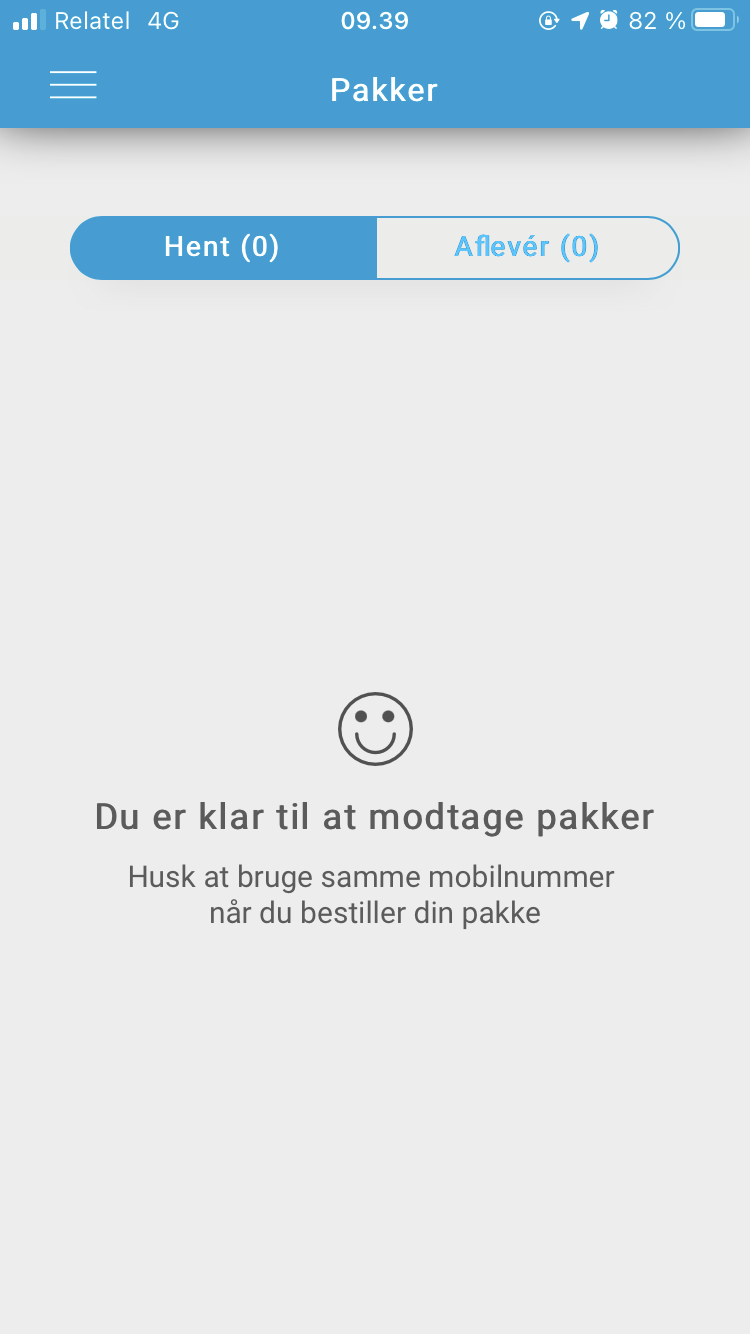 Relatel 4G 09.39 82 %
Pakker
Hent (0) Aflevér (0)
Du er klar til at modtage pakker
Husk at bruge samme mobilnummer
når du bestiller din pakke